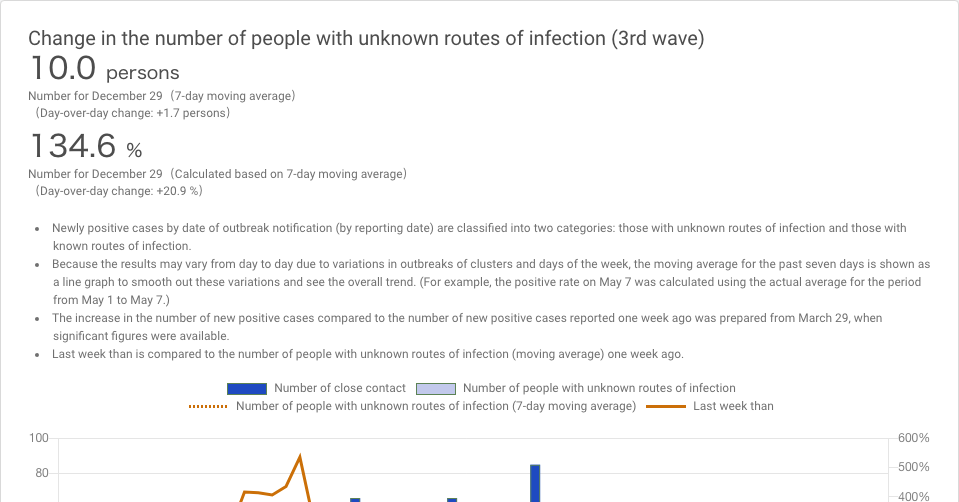 Change in the number of people with unknown routes of infection (3rd wave)
10.0 persons
Number for December 29（7-day moving average）
（Day-over-day change: +1.7 persons）
134.6 %
Number for December 29（Calculated based on 7-day moving average）
（Day-over-day change: +20.9 %）
• Newly positive cases by date of outbreak notification (by reporting date) are classified into two categories: those with unknown routes of infection and those with
known routes of infection.
• Because the results may vary from day to day due to variations in outbreaks of clusters and days of the week, the moving average for the past seven days is shown as
a line graph to smooth out these variations and see the overall trend. (For example, the positive rate on May 7 was calculated using the actual average for the period
from May 1 to May 7.)
• The increase in the number of new positive cases compared to the number of new positive cases reported one week ago was prepared from March 29, when
significant figures were available.
• Last week than is compared to the number of people with unknown routes of infection (moving average) one week ago.
Number of close contact Number of people with unknown routes of infection
Number of people with unknown routes of infection (7-day moving average) Last week than
100 600%
500%
80
400%